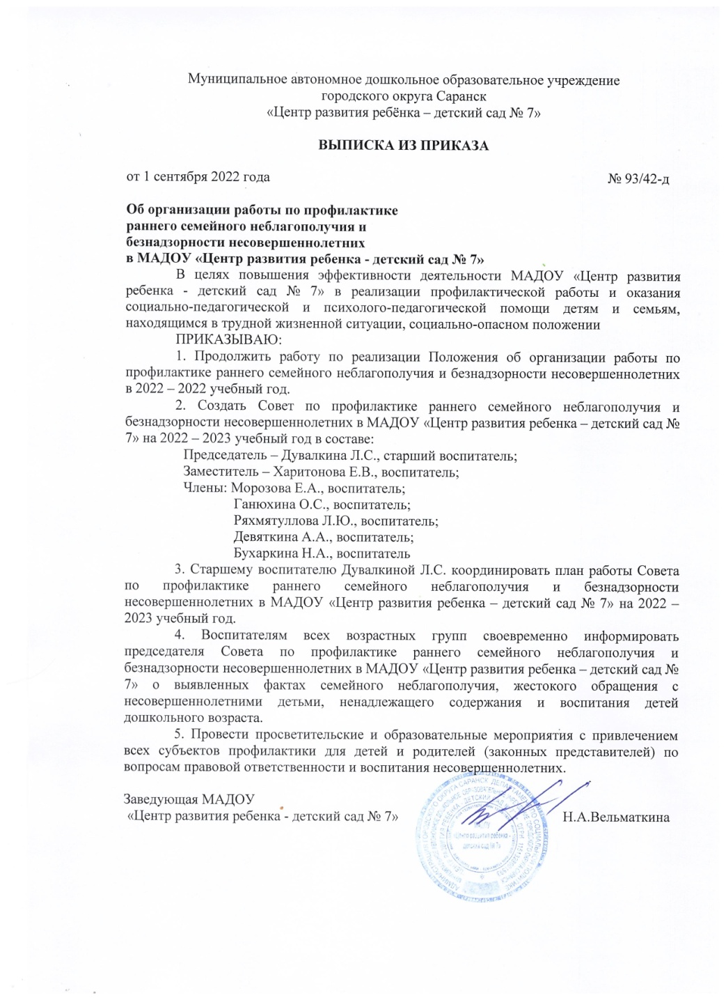 Муниципальное автономное дошкольное образовательное учреждение
городского округа Саранск
«Центр развития ребёнка – детский сад № 7»
ВЫПИСКА ИЗ ПРИКАЗА
от 1 сентября 2022 года
№ 93/42-д
Об организации работы по профилактике
раннего семейного неблагополучия и
безнадзорности несовершеннолетних
в МАДОУ «Центр развития ребенка - детский сад № 7»
В целях повышения эффективности деятельности МАДОУ «Центр развития
ребенка - детский сад № 7» в реализации профилактической работы и оказания
социально-педагогической и психолого-педагогической помощи детям и семьям,
находящимся в трудной жизненной ситуации, социально-опасном положении
ПРИКАЗЫВАЮ:
1. Продолжить работу по реализации Положения об организации работы по
профилактике раннего семейного неблагополучия и безнадзорности несовершеннолетних
в 2022 – 2022 учебный год.
2. Создать Совет по профилактике раннего семейного неблагополучия и
безнадзорности несовершеннолетних в МАДОУ «Центр развития ребенка – детский сад №
7» на 2022 – 2023 учебный год в составе:
Председатель – Дувалкина Л.С., старший воспитатель;
Заместитель – Харитонова Е.В., воспитатель;
Члены: Морозова Е.А., воспитатель;
Ганюхина О.С., воспитатель;
Ряхмятуллова Л.Ю., воспитатель;
Девяткина А.А., воспитатель;
Бухаркина Н.А., воспитатель
3. Старшему воспитателю Дувалкиной Л.С. координировать план работы Совета
по профилактике раннего семейного неблагополучия и безнадзорности
несовершеннолетних в МАДОУ «Центр развития ребенка – детский сад № 7» на 2022 –
2023 учебный год.
4. Воспитателям всех возрастных групп своевременно информировать
председателя Совета по профилактике раннего семейного неблагополучия и
безнадзорности несовершеннолетних в МАДОУ «Центр развития ребенка – детский сад №
7» о выявленных фактах семейного неблагополучия, жестокого обращения с
несовершеннолетними детьми, ненадлежащего содержания и воспитания детей
дошкольного возраста.
5. Провести просветительские и образовательные мероприятия с привлечением
всех субъектов профилактики для детей и родителей (законных представителей) по
вопросам правовой ответственности и воспитания несовершеннолетних.
Заведующая МАДОУ
«Центр развития ребенка - детский сад № 7»
Н.А.Вельматкина
МАДОУ
«Центр развития ребенка -
детский сад № 7»